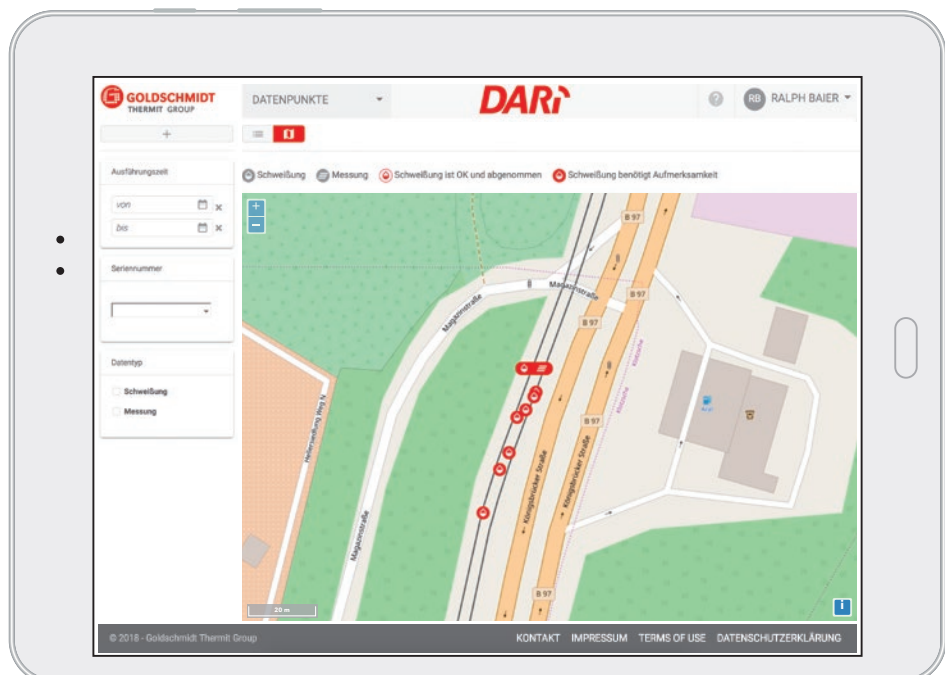 GOLDSCHMIDT
THERMIT GROUP
DATENPUNKTE
DARi
?
RB
RALPH BAIER
+
Ausführungszeit
von
bis
Seriennummer
Datentyp
Schweißung
Messung
Schweißung
Messung
Schweißung ist OK und abgenommen
Schweißung benötigt Aufmerksamkeit
+
−
B 97
Magazinstraße
Magazinstraße
B 97
B 97
Klotzsche
Klotzsche
Hellersiedlung Weg N
B 97
Königsbrücker Straße
Königsbrücker Straße
Magazinstraße
B 97
20 m
i
© 2018 - Goldschmidt Thermit Group
KONTAKT IMPRESSUM TERMS OF USE DATENSCHUTZERKLÄRUNG